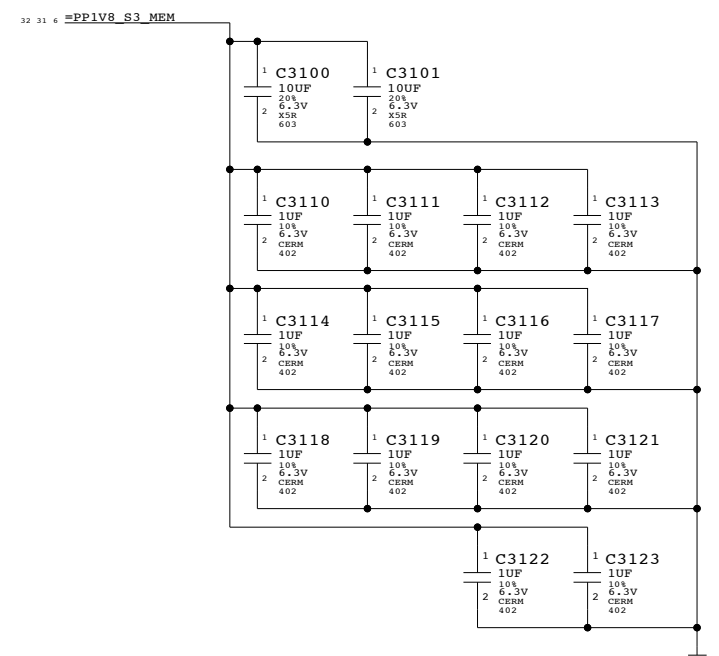 32 31 6 =PP1V8_S3_MEM
1 C3100
10UF
20%
6.3V
2 X5R
603
1 C3101
10UF
20%
6.3V
2 X5R
603
1 C3110
1UF
10%
6.3V
2 CERM
402
1 C3111
1UF
10%
6.3V
2 CERM
402
1 C3112
1UF
10%
6.3V
2 CERM
402
1 C3113
1UF
10%
6.3V
2 CERM
402
1 C3114
1UF
10%
6.3V
2 CERM
402
1 C3115
1UF
10%
6.3V
2 CERM
402
1 C3116
1UF
10%
6.3V
2 CERM
402
1 C3117
1UF
10%
6.3V
2 CERM
402
1 C3118
1UF
10%
6.3V
2 CERM
402
1 C3119
1UF
10%
6.3V
2 CERM
402
1 C3120
1UF
10%
6.3V
2 CERM
402
1 C3121
1UF
10%
6.3V
2 CERM
402
1 C3122
1UF
10%
6.3V
2 CERM
402
1 C3123
1UF
10%
6.3V
2 CERM
402